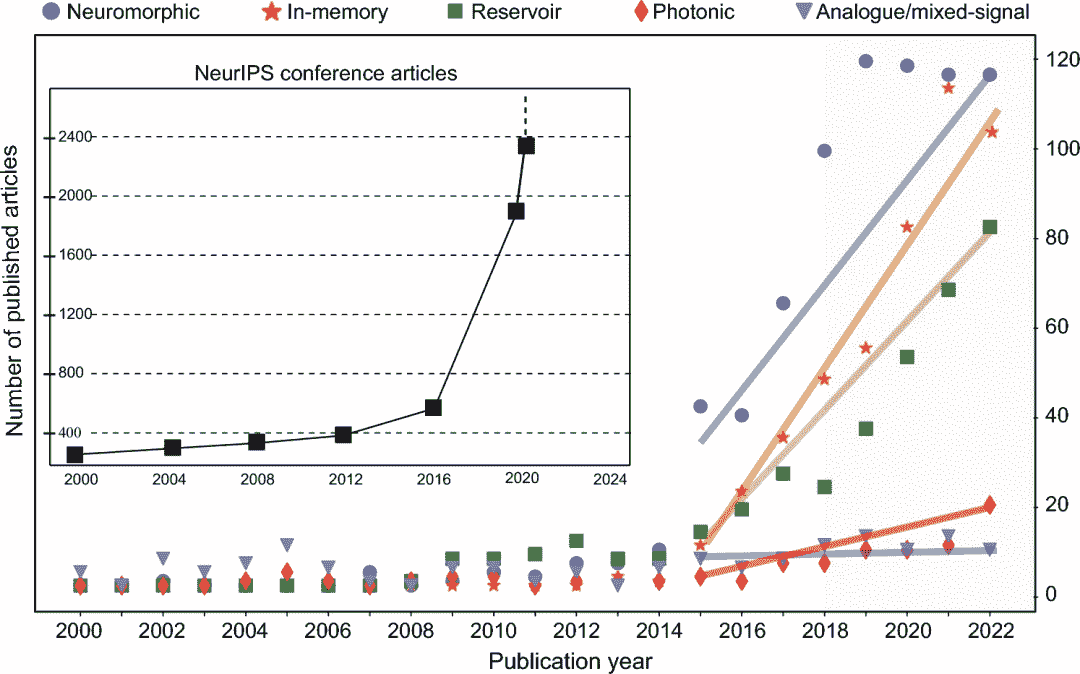 Neuromorphic In-memory Reservoir Photonic Analogue/mixed-signal
NeurIPS conference articles
Number of published articles
2400
2000
1600
1200
800
400
2000 2004 2008 2012 2016 2020 2024
120
100
80
60
40
20
0
2000 2002 2004 2006 2008 2010 2012 2014 2016 2018 2020 2022
Publication year